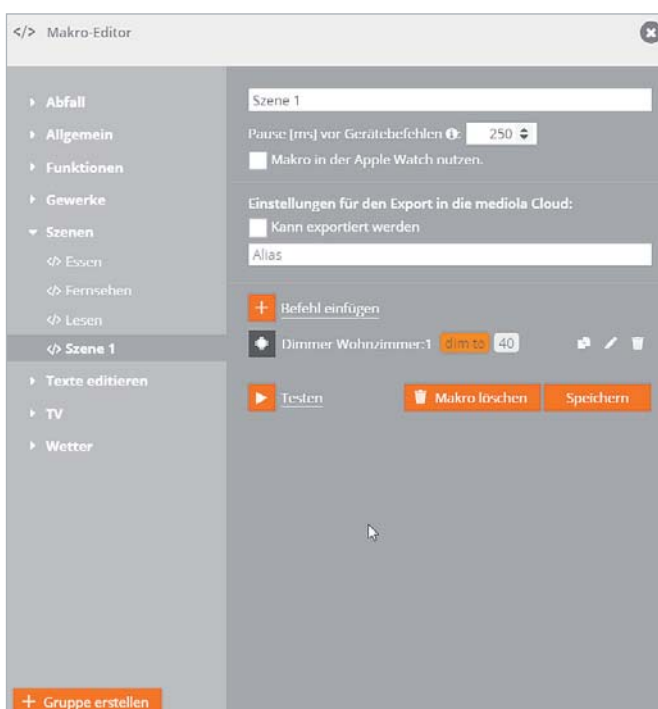 </> Makro-Editor
Abfall
Allgemein
Funktionen
Gewerke
Szenen
</> Essen
</> Fernsehen
</> Lesen
</> Szene 1
Texte editieren
TV
Wetter
+ Gruppe erstellen
Szene 1
Pause [ms] vor Gerätebefehlen i: 250
Makro in der Apple Watch nutzen.
Einstellungen für den Export in die mediola Cloud:
Kann exportiert werden
Alias
+ Befehl einfügen
Dimmer Wohnzimmer:1 dim to 40
Testen Makro löschen Speichern